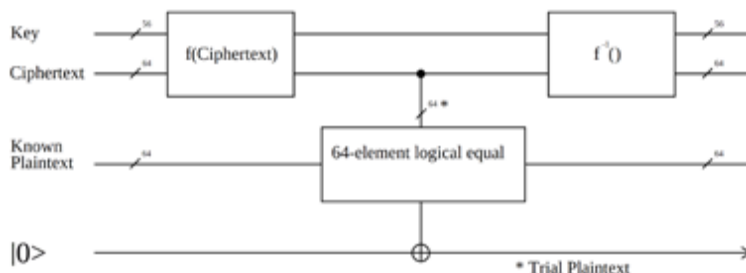 56
56
Key
f(Ciphertext)
f⁻¹()
Ciphertext
64
64
64 *
Known
Plaintext
64
64
64-element logical equal
|0>
* Trial Plaintext